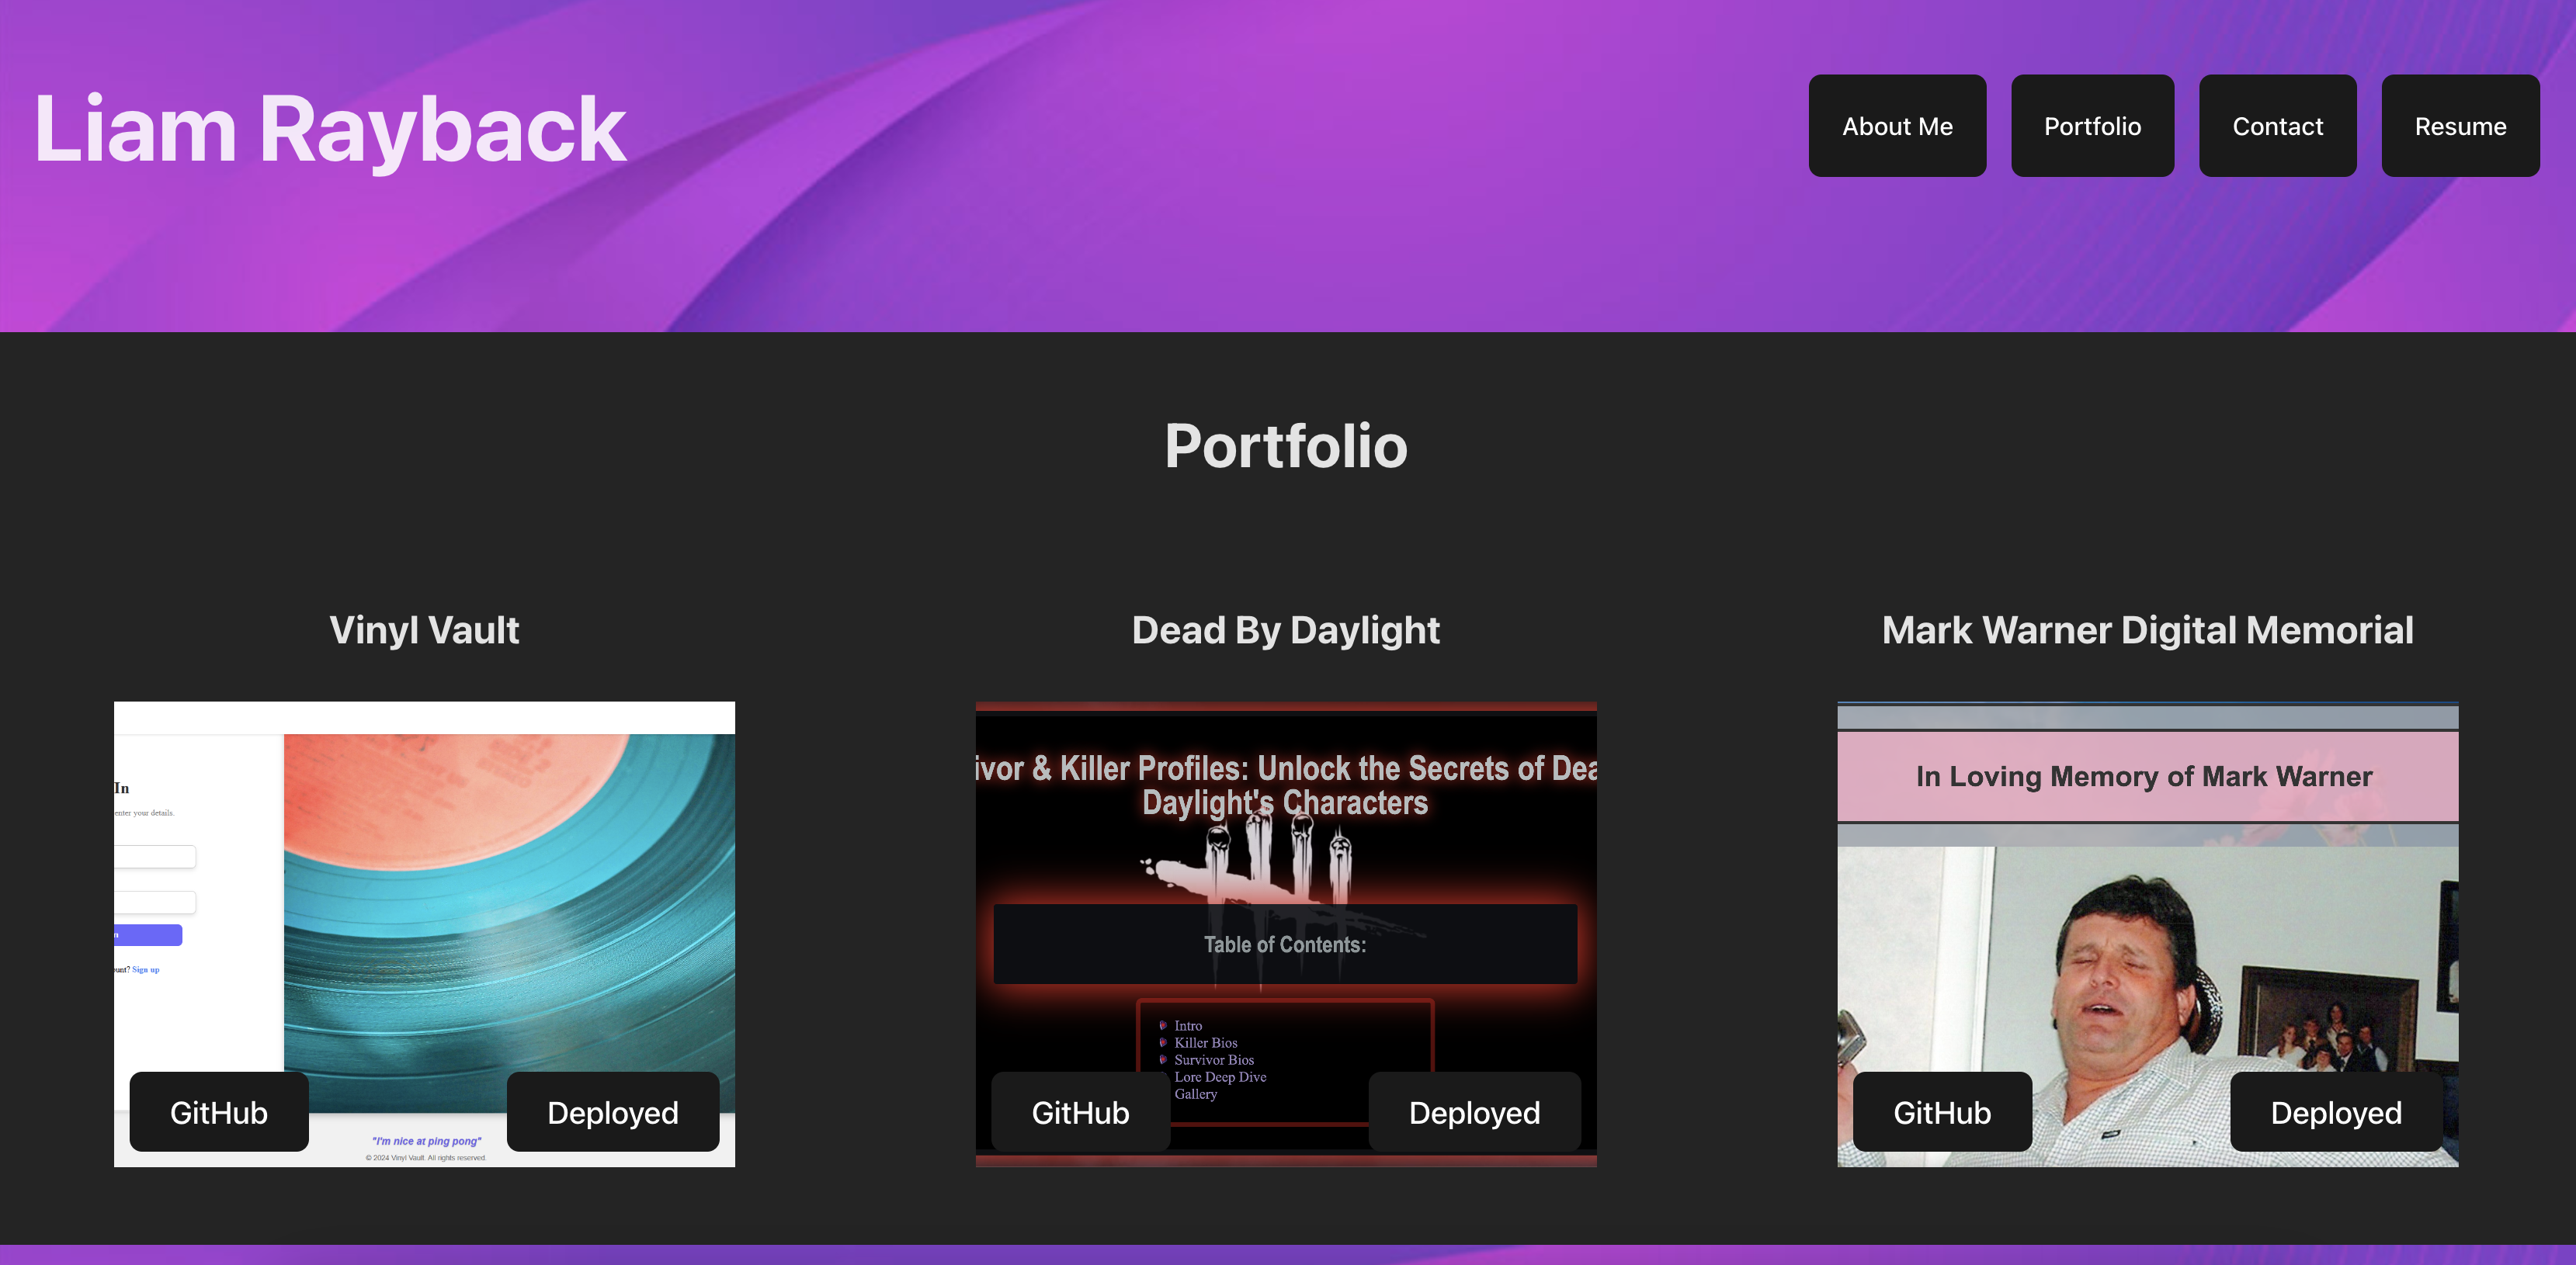 Liam Rayback
About Me
Portfolio
Contact
Resume
Portfolio
Vinyl Vault
In
enter your details.
Sign up
GitHub
Deployed
"I'm nice at ping pong"
© 2024 Vinyl Vault. All rights reserved.
Dead By Daylight
& Killer Profiles: Unlock the Secrets of
Daylight's Characters
Table of Contents:
Intro
Killer Bios
Survivor Bios
Lore Deep Dive
Gallery
GitHub
Deployed
Mark Warner Digital Memorial
In Loving Memory of Mark Warner
GitHub
Deployed